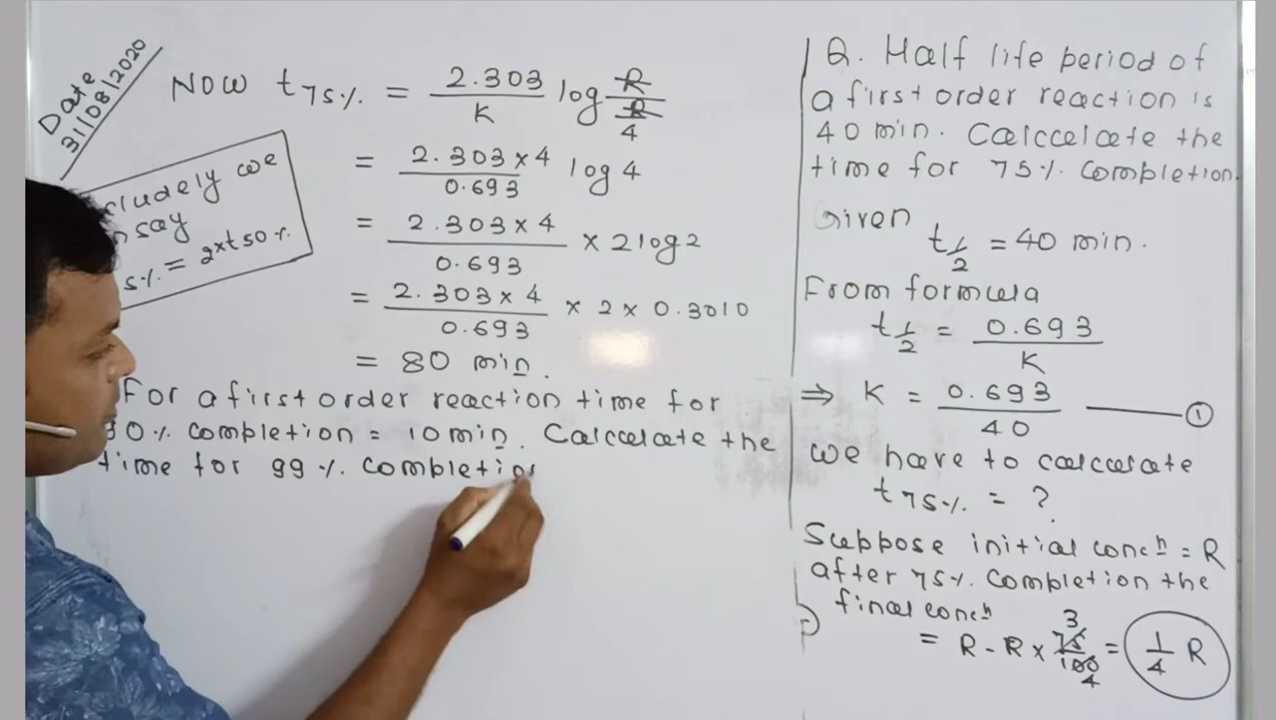 Date
31/08/2020
Now t75% = 2.303/K log R/R/4
= 2.303×4/0.693 log 4
= 2.303×4/0.693 × 2log2
= 2.303×4/0.693 × 2 × 0.3010
= 80 min.
we
say
= 2×t50%
For a first order reaction time for
0% completion = 10 min. Calculate the
time for 99% completion
Q. Half life period of
a first order reaction is
40 min. Calculate the
time for 75% completion.
Given
t1/2 = 40 min.
From formula
t1/2 = 0.693/K
⇒ K = 0.693/40 —— ①
we have to calculate
t75% = ?
Suppose initial concn = R
after 75% completion the
final concn
= R - R × 75/100 = 1/4 R
3
4